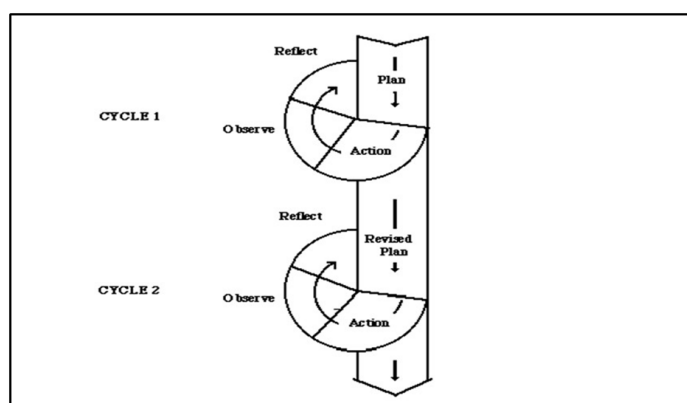 Reflect
Plan
CYCLE 1
Observe
Action
Reflect
Revised
Plan
CYCLE 2
Observe
Action